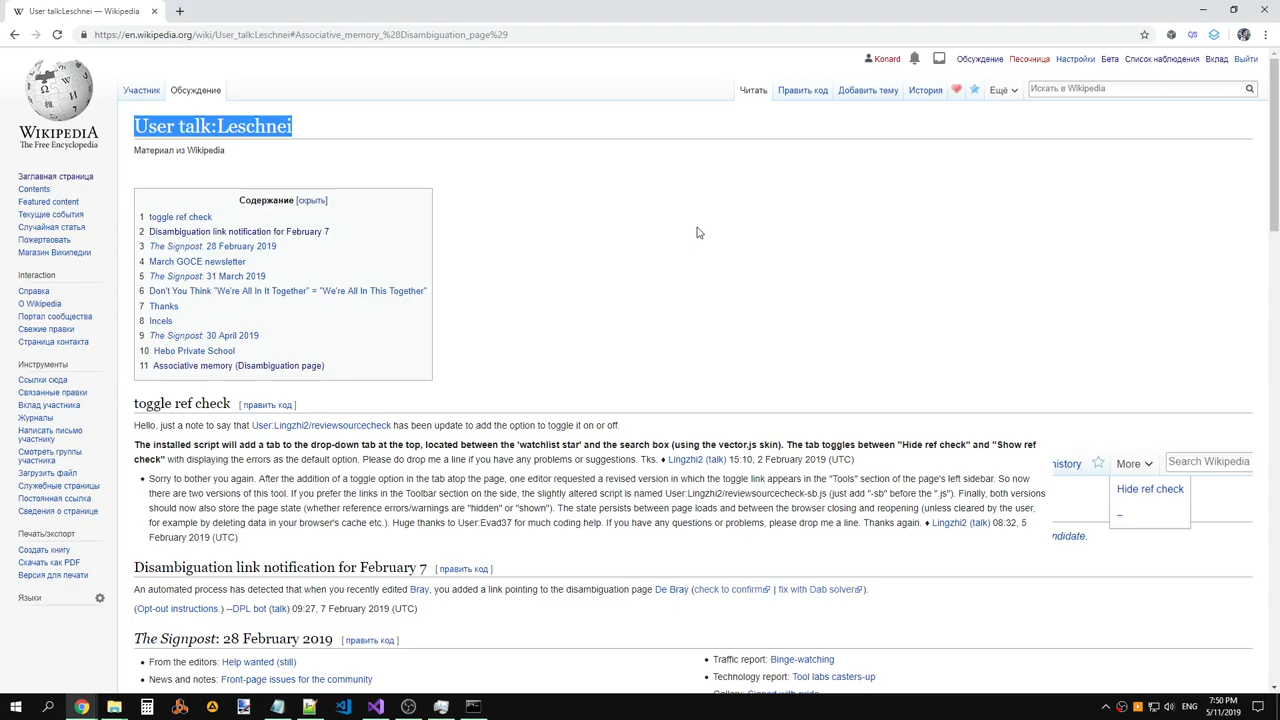 User talk:Leschnei — Wikipedia
https://en.wikipedia.org/wiki/User_talk:Leschnei#Associative_memory_%28Disambiguation_page%29
Konard
Обсуждение Песочница Настройки Бета Список наблюдения Вклад Выйти
WIKIPEDIA
The Free Encyclopedia
Участник Обсуждение
Читать Править код Добавить тему История Ещё
Искать в Wikipedia
Заглавная страница
Contents
Featured content
Текущие события
Случайная статья
Пожертвовать
Магазин Википедии
Interaction
Справка
О Wikipedia
Портал сообщества
Свежие правки
Страница контакта
Инструменты
Ссылки сюда
Связанные правки
Вклад участника
Журналы
Написать письмо
участнику
Смотреть группы
участника
Загрузить файл
Служебные страницы
Постоянная ссылка
Сведения о странице
Печать/экспорт
Создать книгу
Скачать как PDF
Версия для печати
Языки
User talk:Leschnei
Материал из Wikipedia
Содержание [скрыть]
1 toggle ref check
2 Disambiguation link notification for February 7
3 The Signpost: 28 February 2019
4 March GOCE newsletter
5 The Signpost: 31 March 2019
6 Don't You Think "We're All In It Together" = "We're All In This Together"
7 Thanks
8 Incels
9 The Signpost: 30 April 2019
10 Hebo Private School
11 Associative memory (Disambiguation page)
toggle ref check [ править код ]
Hello, just a note to say that User:Lingzhi2/reviewsourcecheck has been update to add the option to toggle it on or off.
The installed script will add a tab to the drop-down tab at the top, located between the 'watchlist star' and the search box (using the vector.js skin). The tab toggles between "Hide ref check" and "Show ref
check" with displaying the errors as the default option. Please do drop me a line if you have any problems or suggestions. Tks. ♦ Lingzhi2 (talk) 15:10, 2 February 2019 (UTC)
• Sorry to bother you again. After the addition of a toggle option in the tab atop the page, one editor requested a revised version in which the toggle link appears in the "Tools" section of the page's left sidebar. So now
there are two versions of this tool. If you prefer the links in the Toolbar section on the side, the slightly altered script is named User:Lingzhi2/reviewsourcecheck-sb.js (just add "-sb" before the ".js"). Finally, both versions
should now also store the page state (whether reference errors/warnings are "hidden" or "shown"). The state persists between page loads and between the browser closing and reopening (unless cleared by the user,
for example by deleting data in your browser's cache etc.). Huge thanks to User:Evad37 for much coding help. If you have any questions or problems, please drop me a line. Thanks again. ♦ Lingzhi2 (talk) 08:32, 5
February 2019 (UTC)
history More Search Wikipedia
Hide ref check
–
ndidate.
Disambiguation link notification for February 7 [ править код ]
An automated process has detected that when you recently edited Bray, you added a link pointing to the disambiguation page De Bray (check to confirm | fix with Dab solver).
(Opt-out instructions.) --DPL bot (talk) 09:27, 7 February 2019 (UTC)
The Signpost: 28 February 2019 [ править код ]
• From the editors: Help wanted (still)
• News and notes: Front-page issues for the community
• Traffic report: Binge-watching
• Technology report: Tool labs casters-up
Gallery: Signed with pride
ENG
7:50 PM
5/11/2019